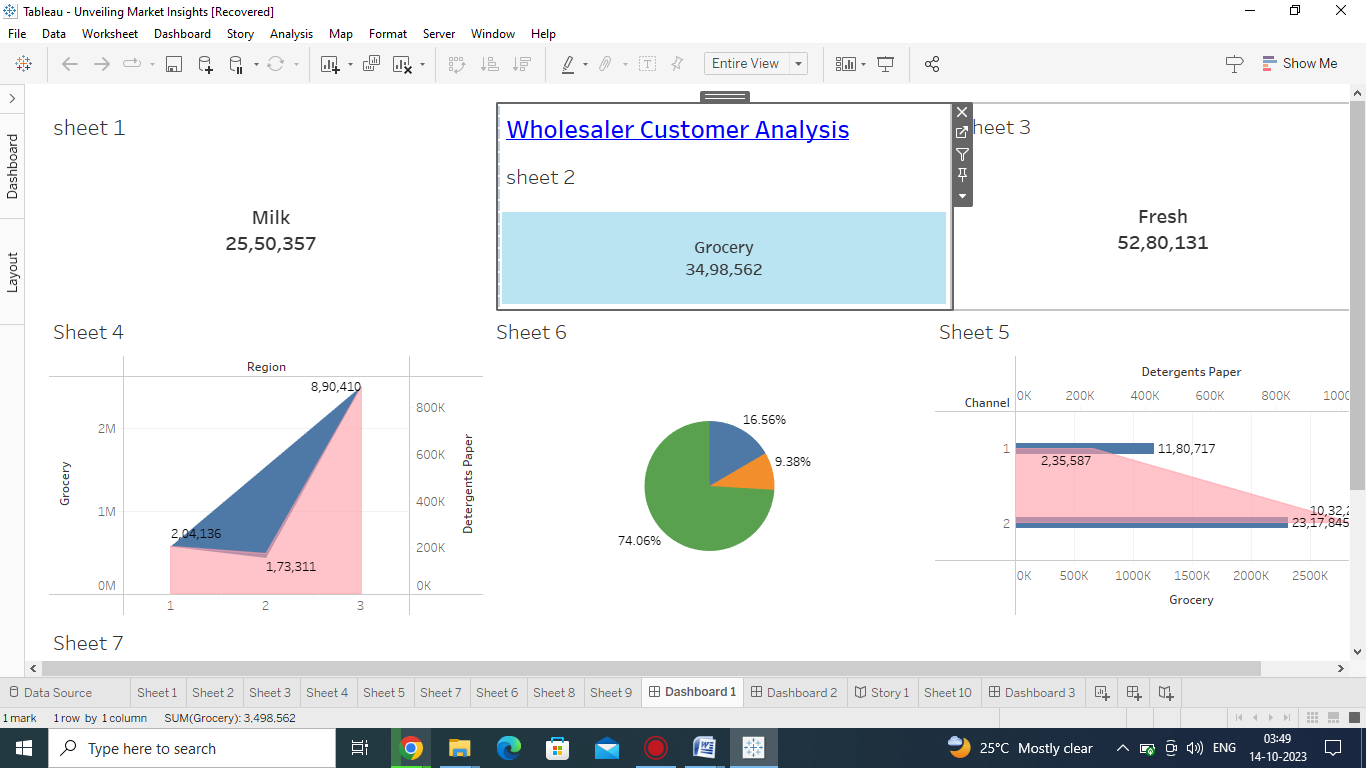 Tableau - Unveiling Market Insights [Recovered]
File Data Worksheet Dashboard Story Analysis Map Format Server Window Help
Entire View
Show Me
Dashboard
Layout
sheet 1
Milk
25,50,357
Wholesaler Customer Analysis
sheet 2
Grocery
34,98,562
heet 3
Fresh
52,80,131
Sheet 4
Region
8,90,410
2,04,136
1,73,311
2M
1M
0M
Grocery
800K
600K
400K
200K
0K
Detergents Paper
1 2 3
Sheet 6
16.56%
9.38%
74.06%
Sheet 5
Detergents Paper
Channel
0K 200K 400K 600K 800K 1000
1
11,80,717
2,35,587
10,32,2
2
23,17,845
0K 500K 1000K 1500K 2000K 2500K
Grocery
Sheet 7
Data Source Sheet 1 Sheet 2 Sheet 3 Sheet 4 Sheet 5 Sheet 7 Sheet 6 Sheet 8 Sheet 9 Dashboard 1 Dashboard 2 Story 1 Sheet 10 Dashboard 3
1 mark 1 row by 1 column SUM(Grocery): 3,498,562
Type here to search
25°C Mostly clear
ENG
03:49
14-10-2023